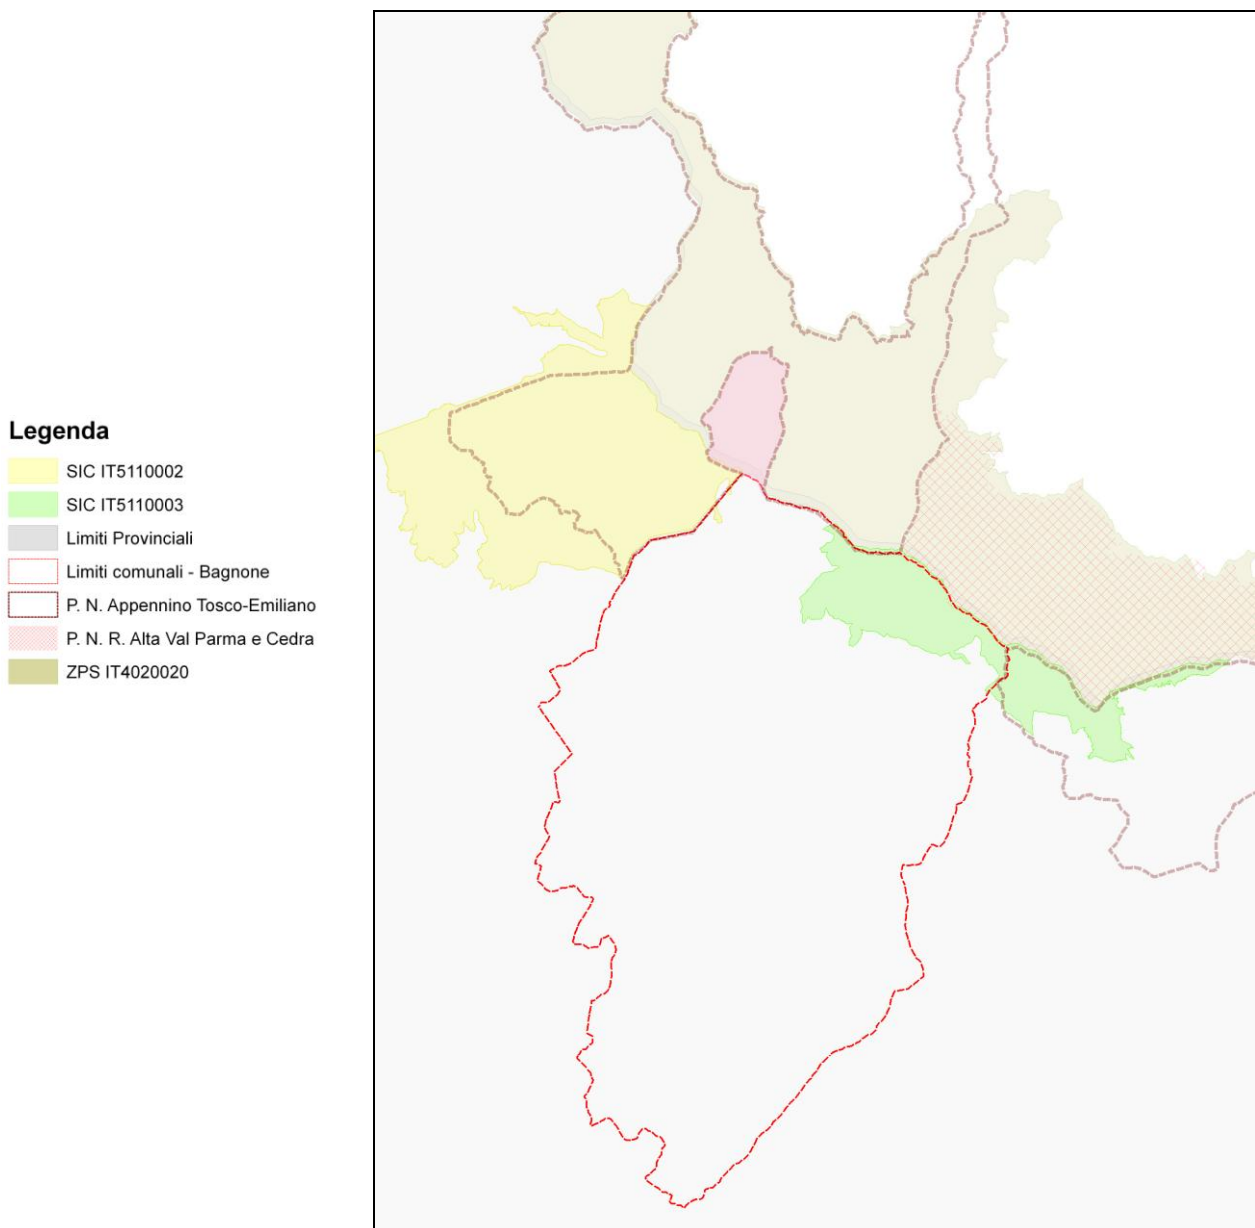 Legenda
SIC IT5110002
SIC IT5110003
Limiti Provinciali
Limiti comunali - Bagnone
P. N. Appennino Tosco-Emiliano
P. N. R. Alta Val Parma e Cedra
ZPS IT4020020